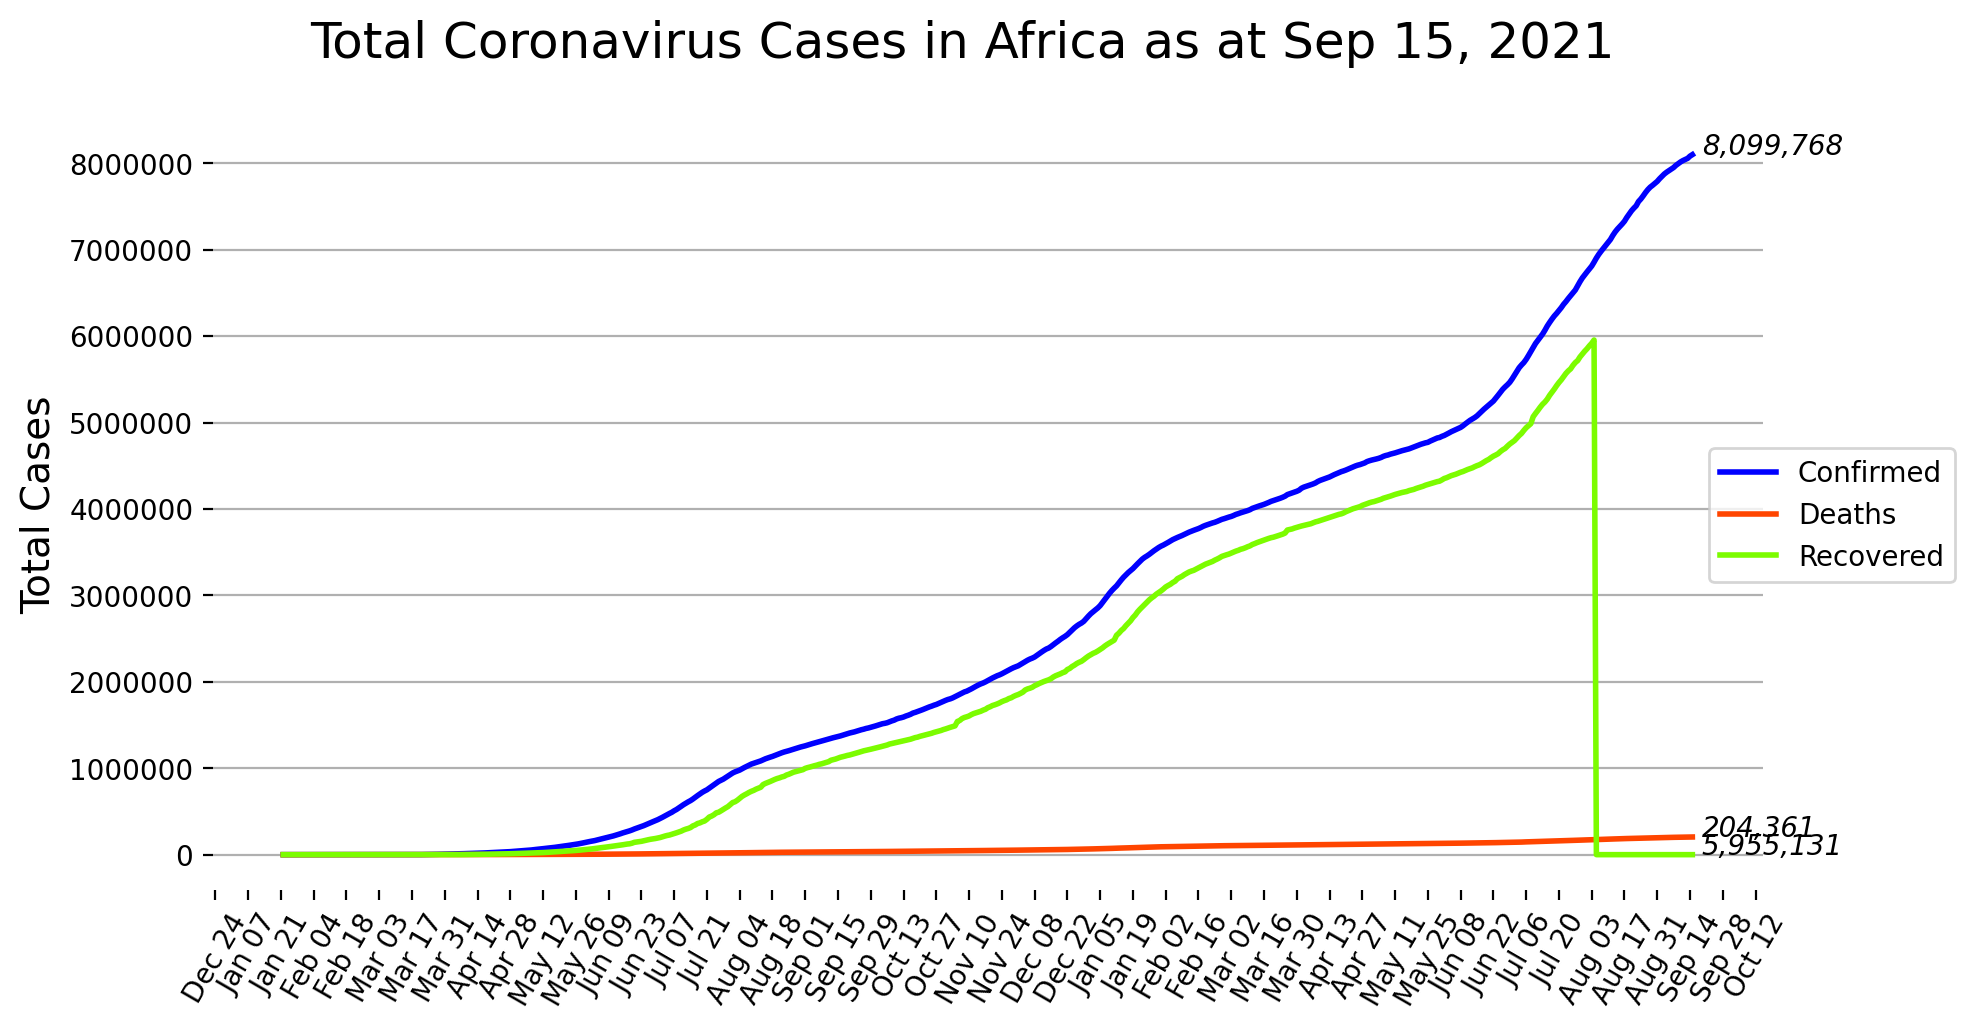 Total Coronavirus Cases in Africa as at Sep 15, 2021
Total Cases
8000000
7000000
6000000
5000000
4000000
3000000
2000000
1000000
0
8,099,768
204,361
5,955,131
Confirmed
Deaths
Recovered
Dec 24
Jan 07
Jan 21
Feb 04
Feb 18
Mar 03
Mar 17
Mar 31
Apr 14
Apr 28
May 12
May 26
Jun 09
Jun 23
Jul 07
Jul 21
Aug 04
Aug 18
Sep 01
Sep 15
Sep 29
Oct 13
Oct 27
Nov 10
Nov 24
Dec 08
Dec 22
Jan 05
Jan 19
Feb 02
Feb 16
Mar 02
Mar 16
Mar 30
Apr 13
Apr 27
May 11
May 25
Jun 08
Jun 22
Jul 06
Jul 20
Aug 03
Aug 17
Aug 31
Sep 14
Sep 28
Oct 12